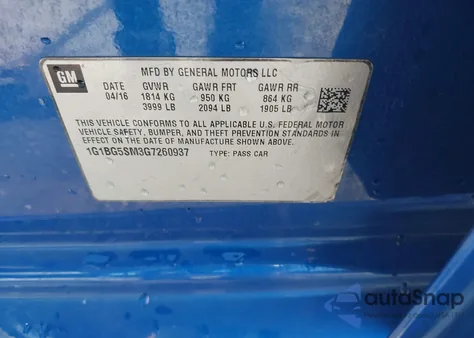 MFD BY GENERAL MOTORS LLC
GM
DATE GVWR GAWR FRT GAWR RR
04/16 1814 KG 950 KG 864 KG
3999 LB 2094 LB 1905 LB
THIS VEHICLE CONFORMS TO ALL APPLICABLE U.S. FEDERAL MOTOR
VEHICLE SAFETY, BUMPER, AND THEFT PREVENTION STANDARDS IN
EFFECT ON THE DATE OF MANUFACTURE SHOWN ABOVE.
1G1BG5SM3G7260937 TYPE: PASS CAR
autoSnap